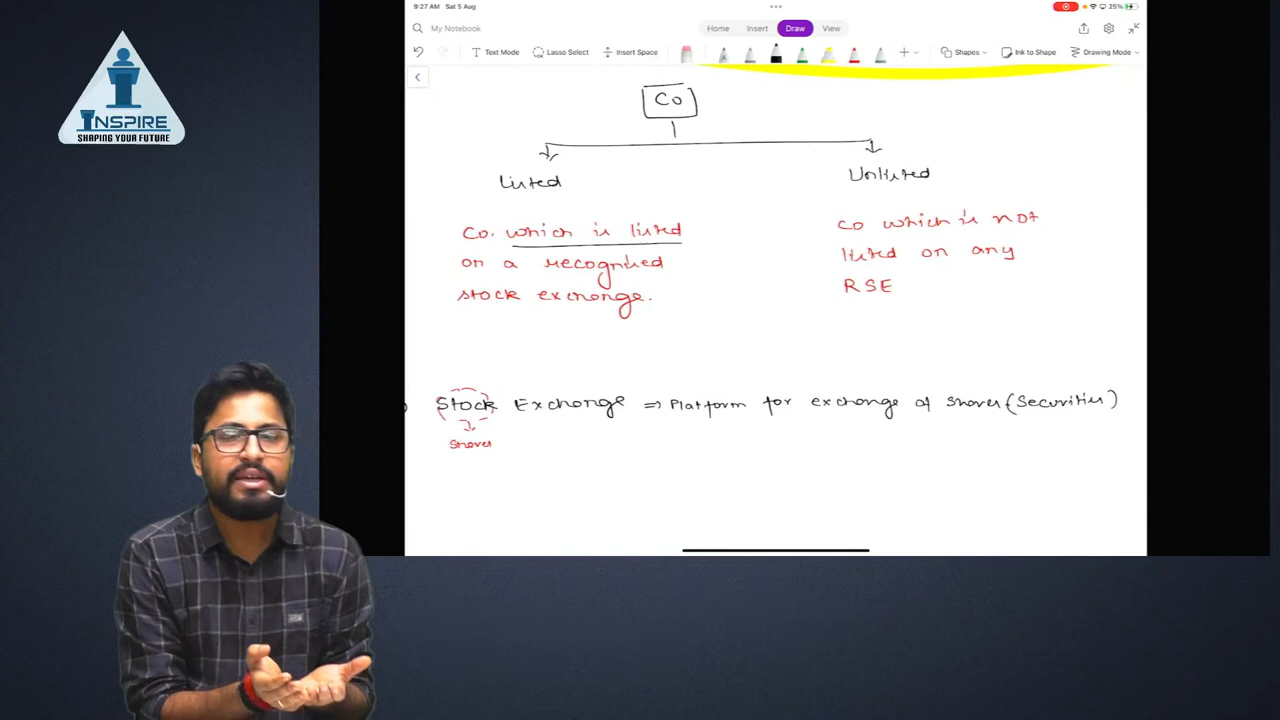 9:27 AM Sat 5 Aug
25%
My Notebook
Home Insert Draw View
Text Mode Lasso Select Insert Space Shapes Ink to Shape Drawing Mode
INSPIRE
SHAPING YOUR FUTURE
Co
Listed Unlisted
Co. which is listed
on a recognised
stock exchange.
co which is not
listed on any
RSE
Stock Exchange ⇒ Platform for exchange of shares (Securities)
Shares